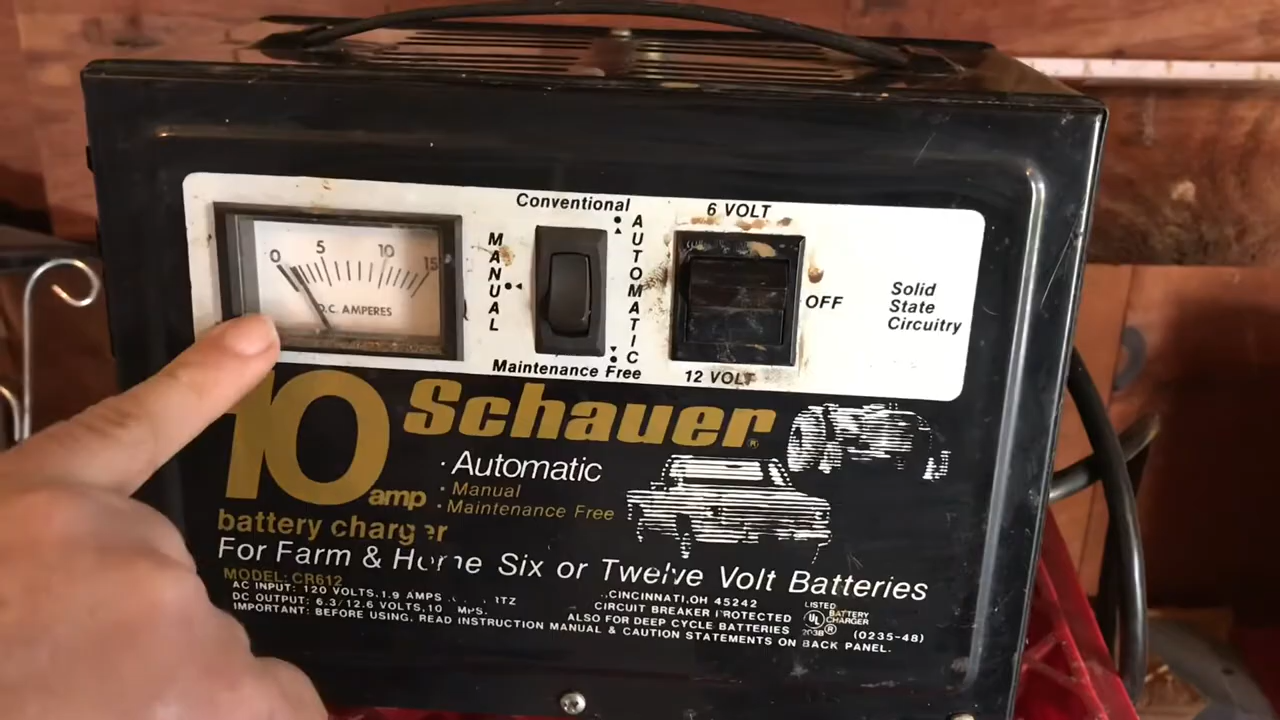 Conventional
6 VOLT
0 5 10 15
D.C. AMPERES
MANUAL
AUTOMATIC
OFF
Solid
State
Circuitry
Maintenance Free
12 VOLT
10 amp
Schauer®
· Automatic
· Manual
· Maintenance Free
battery charger
For Farm & Home Six or Twelve Volt Batteries
MODEL: CR612
AC INPUT: 120 VOLTS, 1.9 AMPS
DC OUTPUT: 6.3/12.6 VOLTS, 10 AMPS.
CINCINNATI, OH 45242
CIRCUIT BREAKER PROTECTED
ALSO FOR DEEP CYCLE BATTERIES
LISTED
UL ®
BATTERY
CHARGER
203B
(0235-48)
IMPORTANT: BEFORE USING, READ INSTRUCTION MANUAL & CAUTION STATEMENTS ON BACK PANEL.